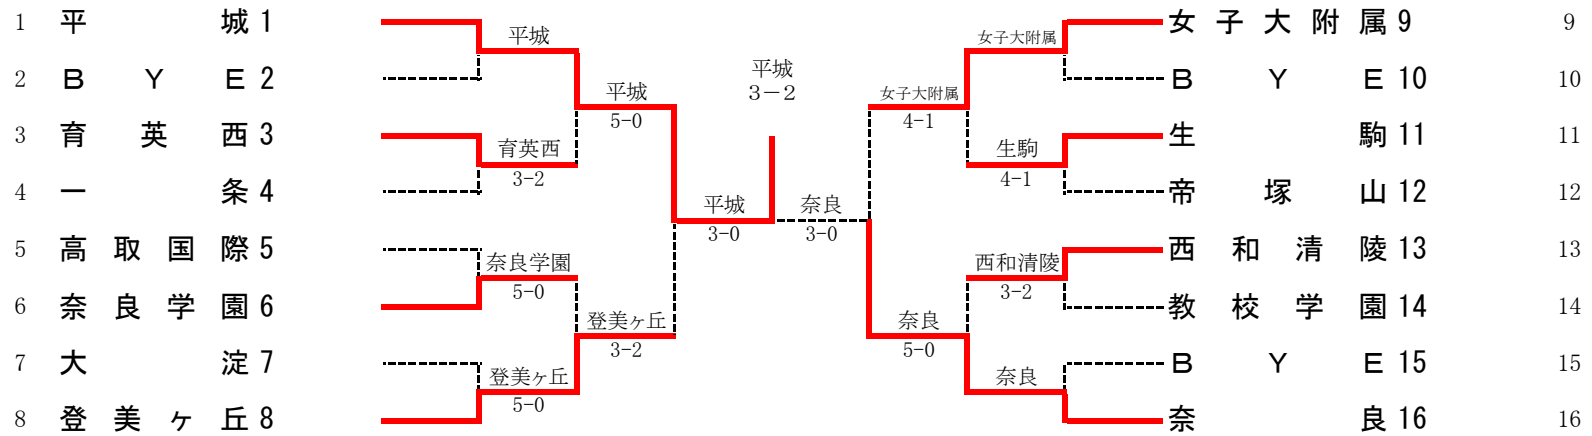 1 平城 1
2 BYE 2
3 育英西 3
4 一条 4
5 高取国際 5
6 奈良学園 6
7 大淀 7
8 登美ヶ丘 8
平城
育英西
3-2
奈良学園
5-0
登美ヶ丘
5-0
平城
5-0
登美ヶ丘
3-2
平城
3-0
平城
3-2
奈良
3-0
女子大附属
4-1
奈良
5-0
女子大附属
生駒
4-1
西和清陵
3-2
奈良
女子大附属 9 9
BYE 10 10
生駒 11 11
帝塚山 12 12
西和清陵 13 13
教校学園 14 14
BYE 15 15
奈良 16 16